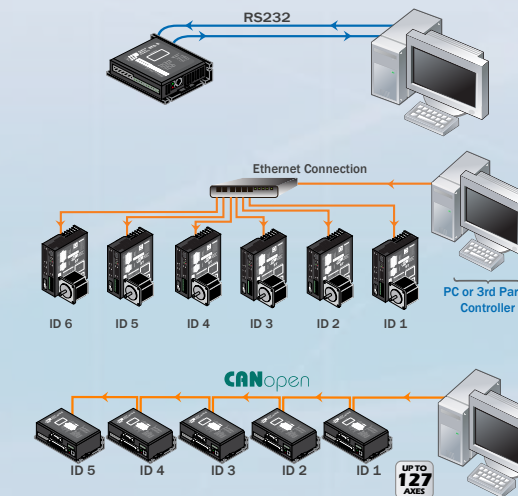 RS232
Ethernet Connection
ID 6 ID 5 ID 4 ID 3 ID 2 ID 1
PC or 3rd Par
Controller
CANopen
ID 5 ID 4 ID 3 ID 2 ID 1
UP TO
127
AXES